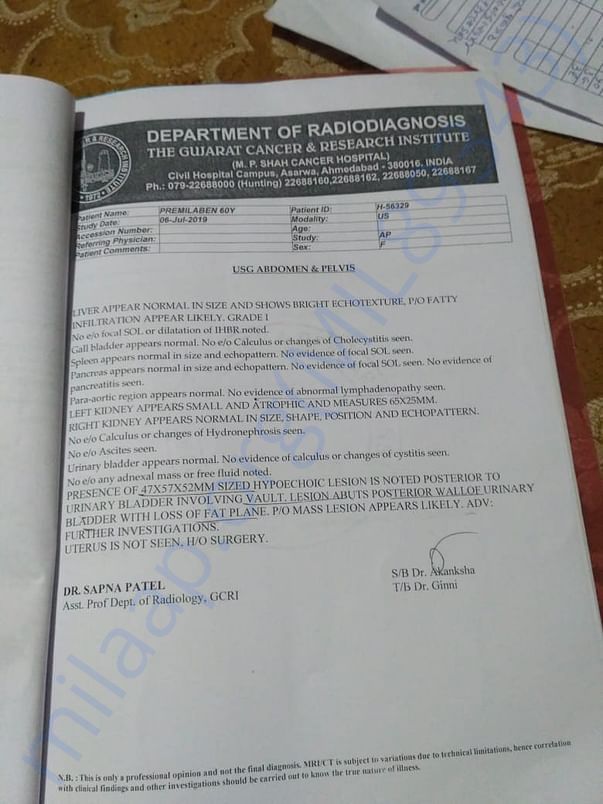 DEPARTMENT OF RADIODIAGNOSIS
THE GUJARAT CANCER & RESEARCH INSTITUTE
(M. P. SHAH CANCER HOSPITAL)
Civil Hospital Campus, Asarwa, Ahmedabad - 380016. INDIA
Ph.: 079-22688000 (Hunting) 22688160,22688162, 22688050, 22688167
& RESEARCH INSTITUTE
1972
Patient Name: PREMILABEN 60Y Patient ID: H-56329
Study Date: 06-Jul-2019 Modality: US
Accession Number: Age:
Referring Physician: Study: AP
Patient Comments: Sex: F
USG ABDOMEN & PELVIS
LIVER APPEAR NORMAL IN SIZE AND SHOWS BRIGHT ECHOTEXTURE, P/O FATTY
INFILTRATION APPEAR LIKELY. GRADE I
No e/o focal SOL or dilatation of IHBR noted.
Gall bladder appears normal. No e/o Calculus or changes of Cholecystitis seen.
Spleen appears normal in size and echopattern. No evidence of focal SOL seen.
Pancreas appears normal in size and echopattern. No evidence of focal SOL seen. No evidence of
pancreatitis seen.
Para-aortic region appears normal. No evidence of abnormal lymphadenopathy seen.
LEFT KIDNEY APPEARS SMALL AND ATROPHIC AND MEASURES 65X25MM.
RIGHT KIDNEY APPEARS NORMAL IN SIZE, SHAPE, POSITION AND ECHOPATTERN.
No e/o Calculus or changes of Hydronephrosis seen.
No e/o Ascites seen.
Urinary bladder appears normal. No evidence of calculus or changes of cystitis seen.
No e/o any adnexal mass or free fluid noted.
PRESENCE OF 47X57X52MM SIZED HYPOECHOIC LESION IS NOTED POSTERIOR TO
URINARY BLADDER INVOLVING VAULT. LESION ABUTS POSTERIOR WALLOF URINARY
BLADDER WITH LOSS OF FAT PLANE. P/O MASS LESION APPEARS LIKELY. ADV:
FURTHER INVESTIGATIONS.
UTERUS IS NOT SEEN, H/O SURGERY.
DR. SAPNA PATEL
Asst. Prof Dept. of Radiology, GCRI
S/B Dr. Akanksha
T/B Dr. Ginni
N.B. : This is only a professional opinion and not the final diagnosis. MRI/CT is subject to variations due to technical limitations, hence correlation
with clinical findings and other investigations should be carried out to know the true nature of illness.